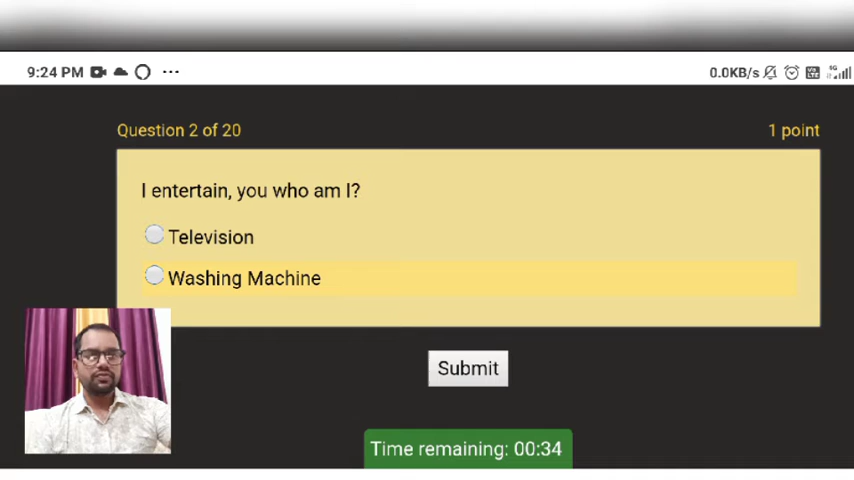 9:24 PM ... 0.0KB/s
Question 2 of 20 1 point
I entertain, you who am I?
Television
Washing Machine
Submit
Time remaining: 00:34